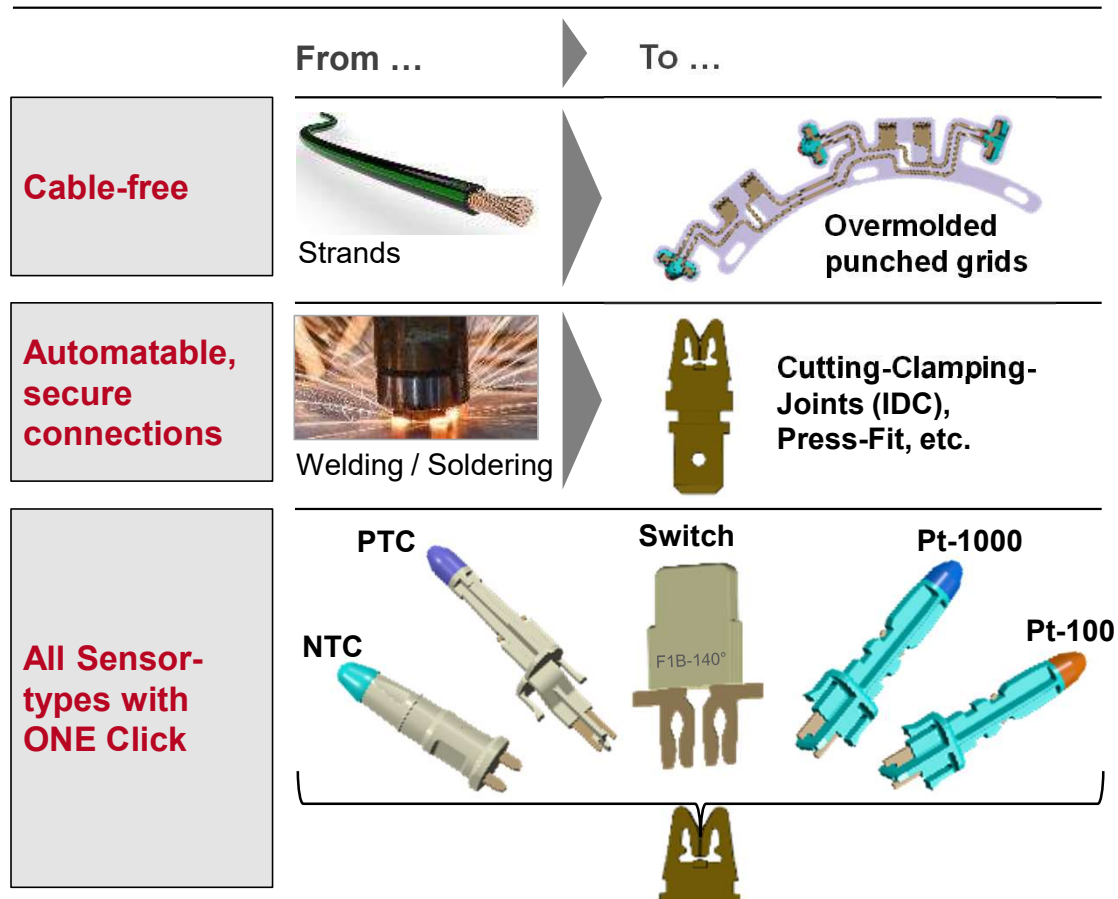 From …
To …
Cable-free
Strands
Overmolded
punched grids
Automatable,
secure
connections
Welding / Soldering
Cutting-Clamping-
Joints (IDC),
Press-Fit, etc.
All Sensor-
types with
ONE Click
PTC
Switch
Pt-1000
NTC
Pt-100
F1B-140°